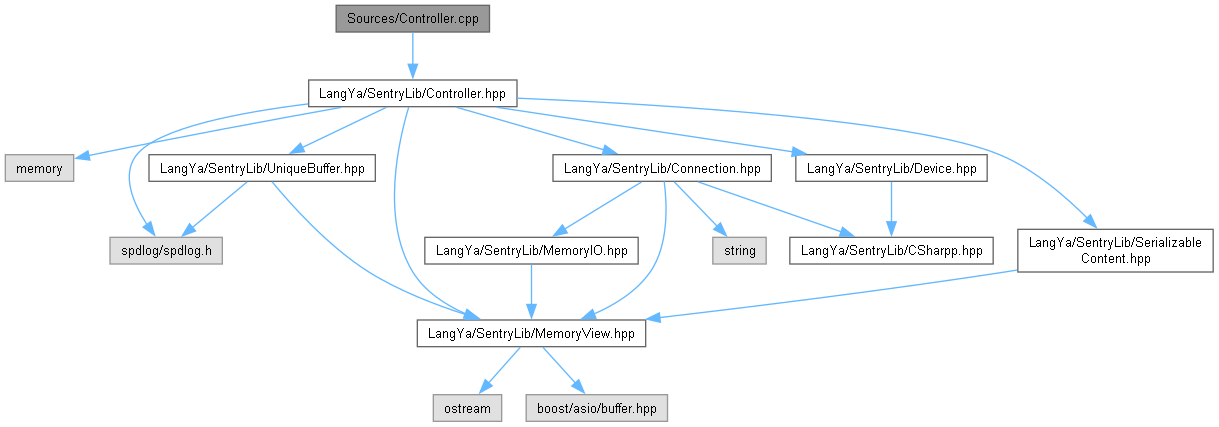 Sources/Controller.cpp
LangYa/SentryLib/Controller.hpp
memory
LangYa/SentryLib/UniqueBuffer.hpp
LangYa/SentryLib/Connection.hpp
LangYa/SentryLib/Device.hpp
spdlog/spdlog.h
LangYa/SentryLib/MemoryIO.hpp
string
LangYa/SentryLib/CSharpp.hpp
LangYa/SentryLib/Serializable
Content.hpp
LangYa/SentryLib/MemoryView.hpp
ostream
boost/asio/buffer.hpp